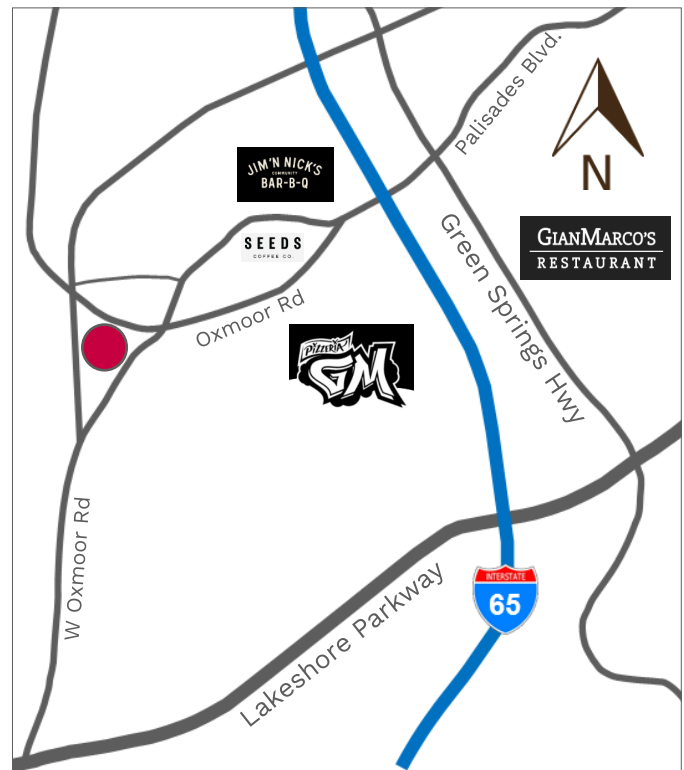 Palisades Blvd.
N
JIM 'N NICK'S
COMMUNITY
BAR-B-Q
SEEDS
COFFEE CO.
GIANMARCO'S
RESTAURANT
Green Springs Hwy
Oxmoor Rd
PIZZERIA
GM
W Oxmoor Rd
Lakeshore Parkway
INTERSTATE
65